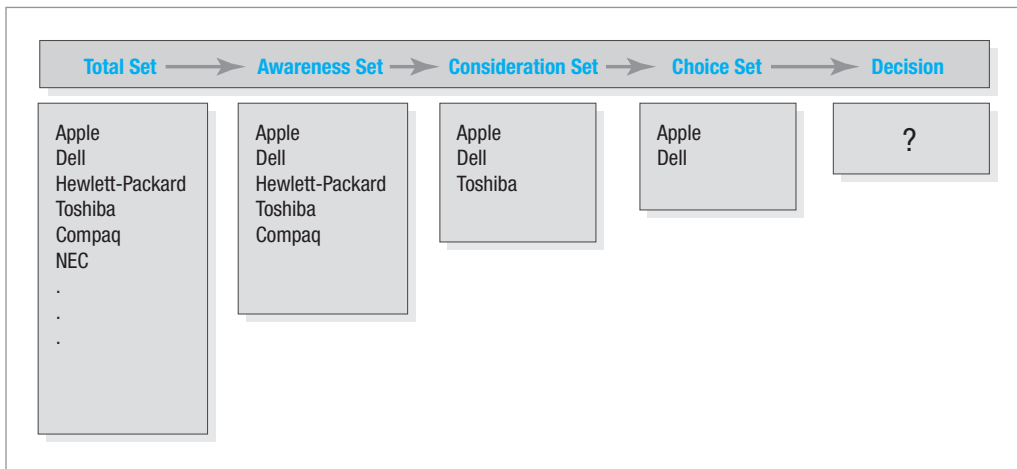 Total Set Awareness Set Consideration Set Choice Set Decision
Apple
Dell
Hewlett-Packard
Toshiba
Compaq
NEC
.
.
.
Apple
Dell
Hewlett-Packard
Toshiba
Compaq
Apple
Dell
Toshiba
Apple
Dell
?